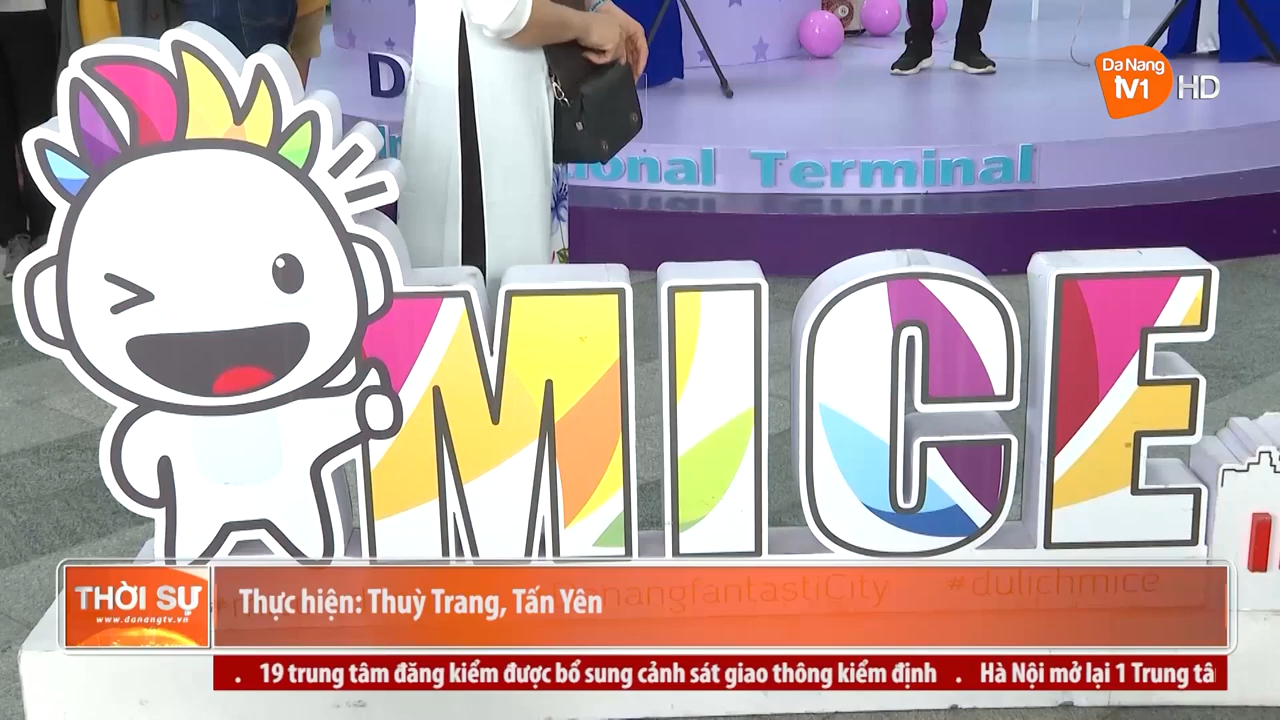 Da Nang
tv1 HD
ional Terminal
MICE
nangfantastiCity #dulichmice
THỜI SỰ
www.danangtv.vn
Thực hiện: Thuỳ Trang, Tấn Yên
. 19 trung tâm đăng kiểm được bổ sung cảnh sát giao thông kiểm định . Hà Nội mở lại 1 Trung tâ